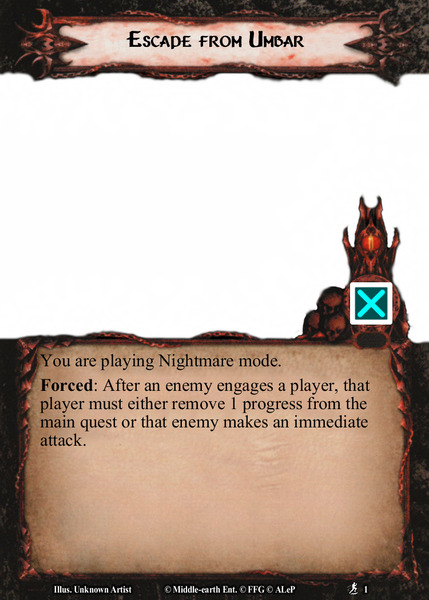 Escape from Umbar
You are playing Nightmare mode.
Forced: After an enemy engages a player, that
player must either remove 1 progress from the
main quest or that enemy makes an immediate
attack.
Illus. Unknown Artist © Middle-earth Ent. © FFG © ALeP 1